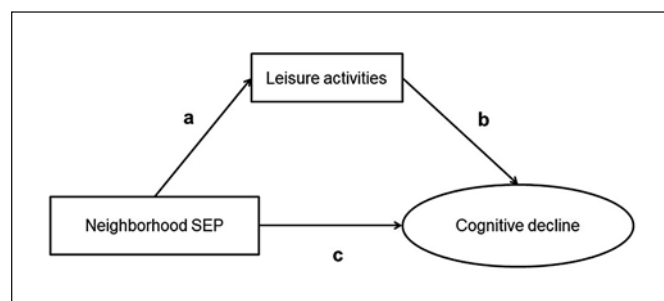 Leisure activities
a
b
Neighborhood SEP
Cognitive decline
c